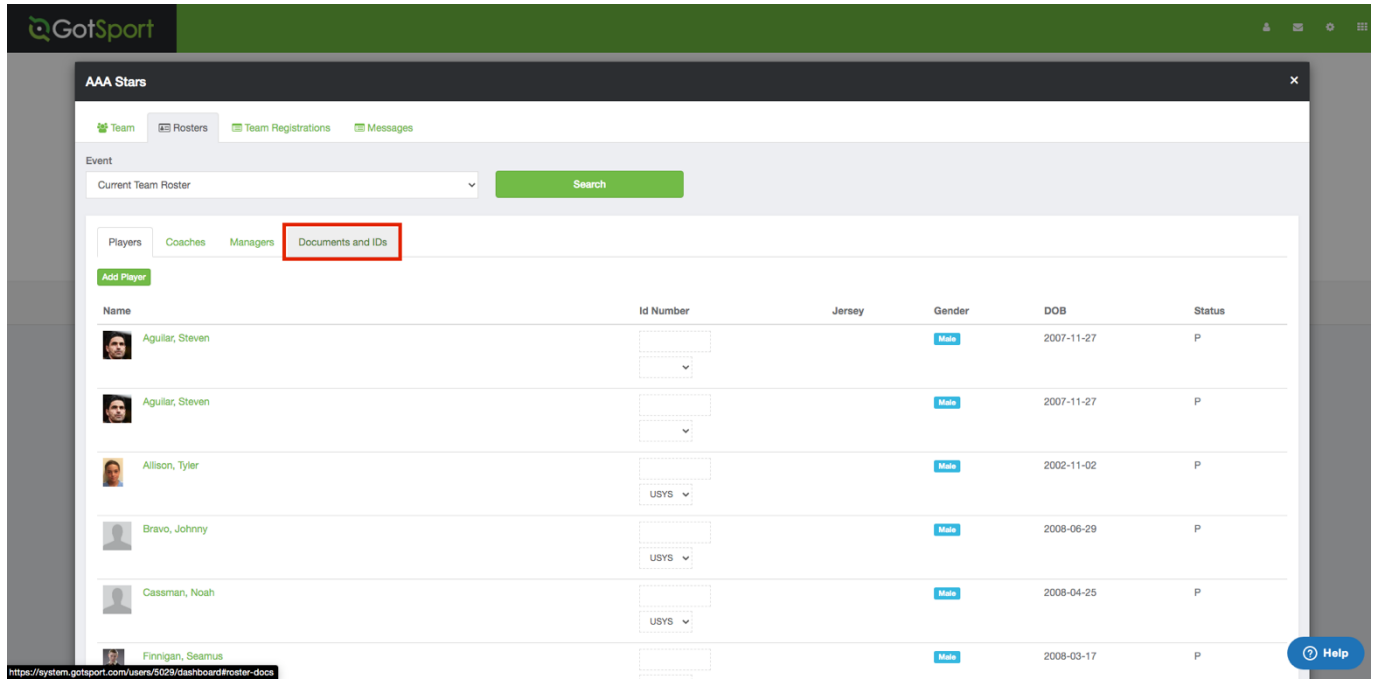 GotSport
AAA Stars ×
Team Rosters Team Registrations Messages
Event
Current Team Roster Search
Players Coaches Managers Documents and IDs
Add Player
Name Id Number Jersey Gender DOB Status
Aguilar, Steven Male 2007-11-27 P
Aguilar, Steven Male 2007-11-27 P
Allison, Tyler Male 2002-11-02 P
USYS
Bravo, Johnny Male 2008-06-29 P
USYS
Cassman, Noah Male 2008-04-25 P
USYS
Finnigan, Seamus Male 2008-03-17 P
Help
https://system.gotsport.com/users/5029/dashboard#roster-docs